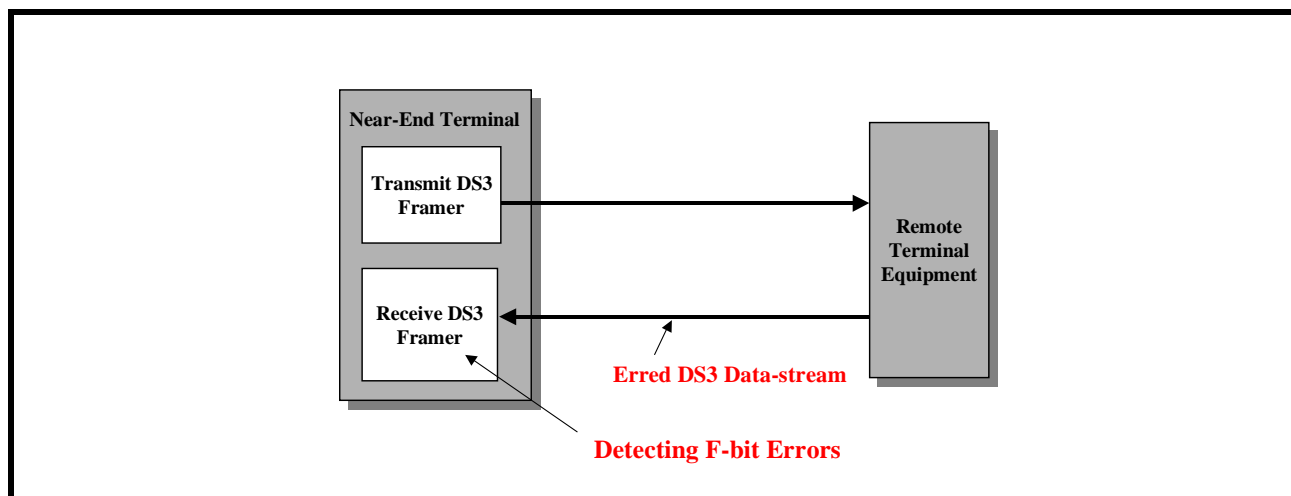 Near-End Terminal
Transmit DS3
Framer
Receive DS3
Framer
Remote
Terminal
Equipment
Erred DS3 Data-stream
Detecting F-bit Errors